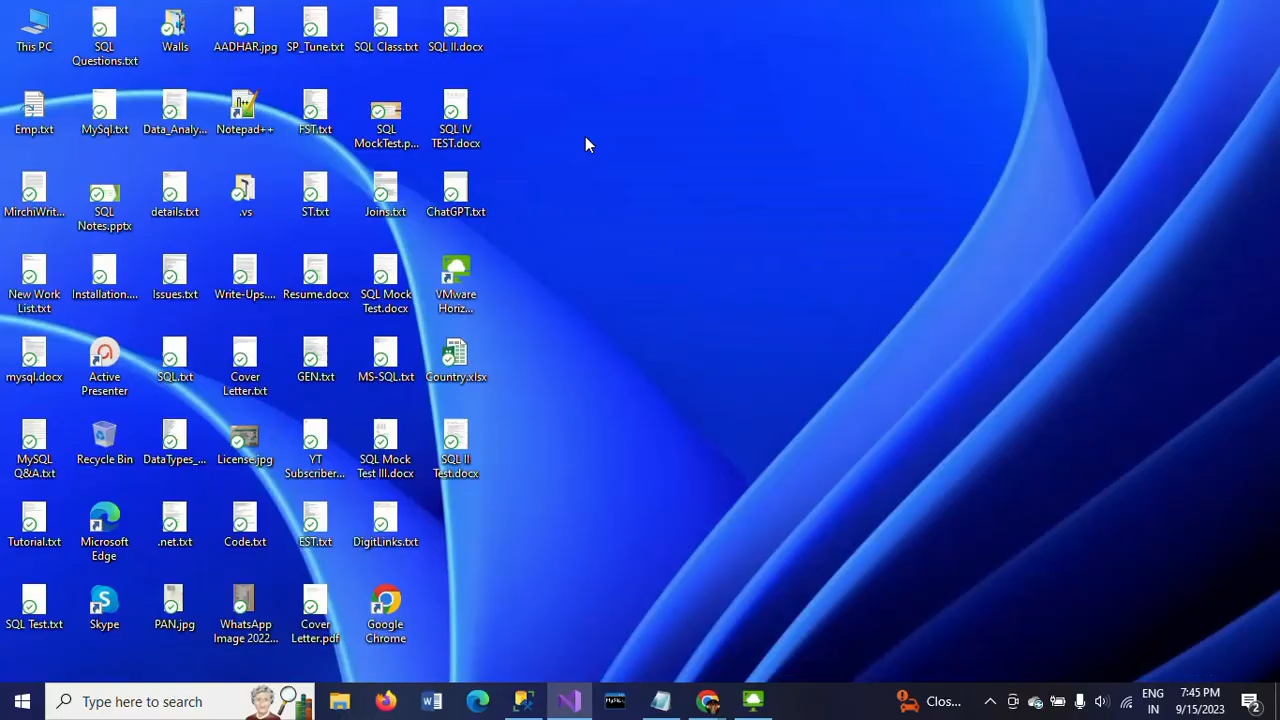 This PC
SQL
Questions.txt
Walls
AADHAR.jpg
SP_Tune.txt
SQL Class.txt
SQL II.docx
Emp.txt
MySql.txt
Data_Analy...
Notepad++
FST.txt
SQL
MockTest.p...
SQL IV
TEST.docx
MirchiWrit...
SQL
Notes.pptx
details.txt
.vs
ST.txt
Joins.txt
ChatGPT.txt
New Work
List.txt
Installation....
Issues.txt
Write-Ups....
Resume.docx
SQL Mock
Test.docx
VMware
Horiz...
mysql.docx
Active
Presenter
SQL.txt
Cover
Letter.txt
GEN.txt
MS-SQL.txt
Country.xlsx
MySQL
Q&A.txt
Recycle Bin
DataTypes_...
License.jpg
YT
Subscriber...
SQL Mock
Test III.docx
SQL II
Test.docx
Tutorial.txt
Microsoft
Edge
.net.txt
Code.txt
EST.txt
DigitLinks.txt
SQL Test.txt
Skype
PAN.jpg
WhatsApp
Image 2022...
Cover
Letter.pdf
Google
Chrome
Type here to search
Clos...
ENG
IN
7:45 PM
9/15/2023
2